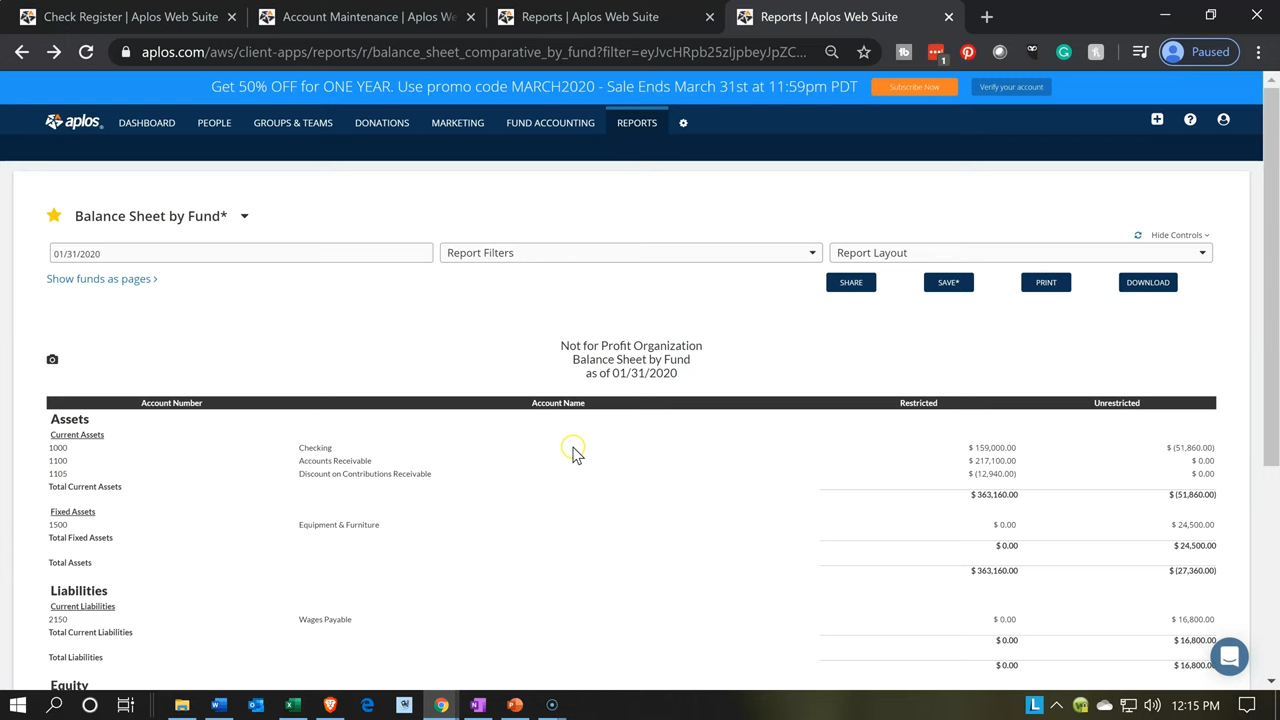 Check Register | Aplos Web Suite
Account Maintenance | Aplos We
Reports | Aplos Web Suite
Reports | Aplos Web Suite
aplos.com/aws/client-apps/reports/r/balance_sheet_comparative_by_fund?filter=eyJvcHRpb25zIjpbeyJpZC...
1
Paused
Get 50% OFF for ONE YEAR. Use promo code MARCH2020 - Sale Ends March 31st at 11:59pm PDT
Subscribe Now
Verify your account
aplos.
DASHBOARD
PEOPLE
GROUPS & TEAMS
DONATIONS
MARKETING
FUND ACCOUNTING
REPORTS
Balance Sheet by Fund*
Hide Controls
01/31/2020
Report Filters
Report Layout
Show funds as pages >
SHARE
SAVE*
PRINT
DOWNLOAD
Not for Profit Organization
Balance Sheet by Fund
as of 01/31/2020
Account Number Account Name Restricted Unrestricted
Assets
Current Assets
1000 Checking $ 159,000.00 $ (51,860.00)
1100 Accounts Receivable $ 217,100.00 $ 0.00
1105 Discount on Contributions Receivable $ (12,940.00) $ 0.00
Total Current Assets $ 363,160.00 $ (51,860.00)
Fixed Assets
1500 Equipment & Furniture $ 0.00 $ 24,500.00
Total Fixed Assets $ 0.00 $ 24,500.00
Total Assets $ 363,160.00 $ (27,360.00)
Liabilities
Current Liabilities
2150 Wages Payable $ 0.00 $ 16,800.00
Total Current Liabilities $ 0.00 $ 16,800.00
Total Liabilities $ 0.00 $ 16,800.00
Equity
12:15 PM